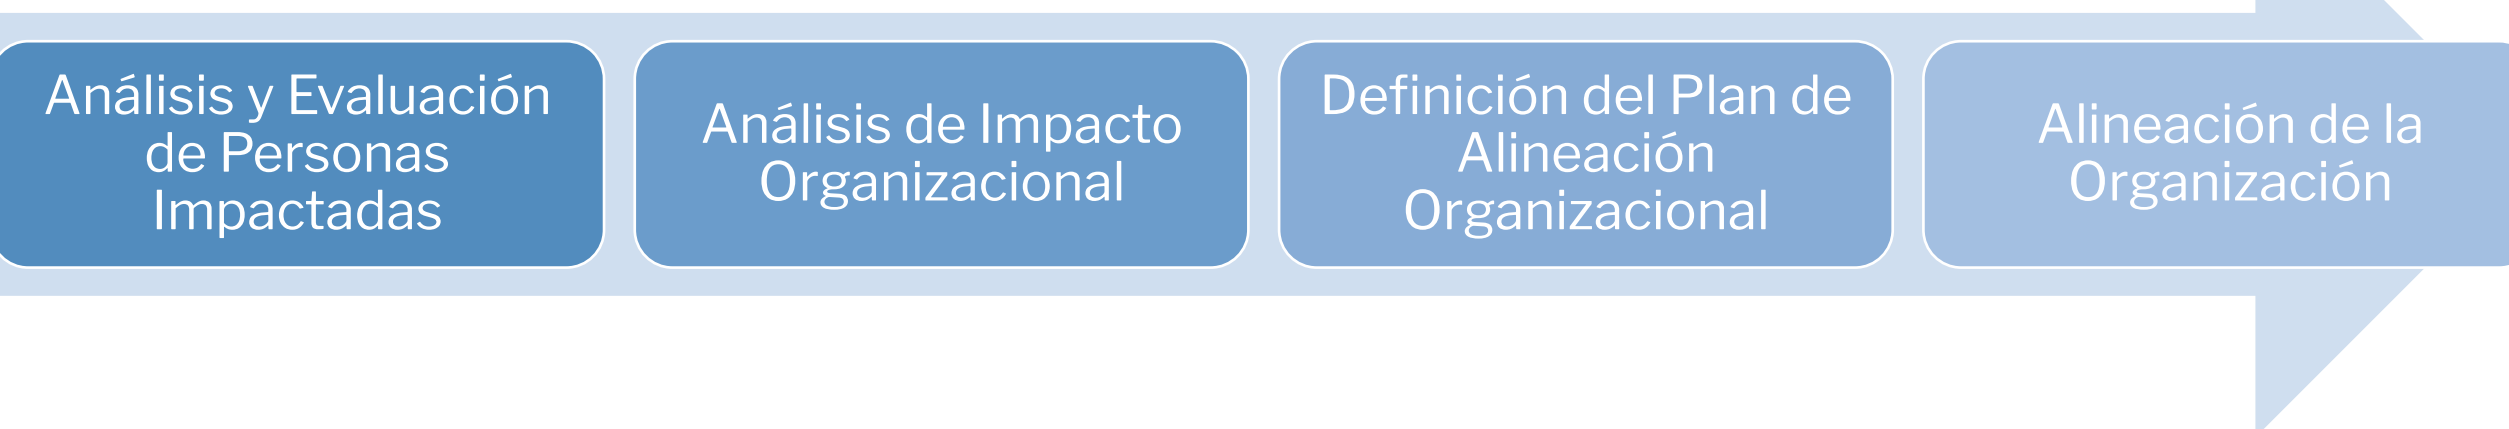 Análisis y Evaluación
de Personas
Impactadas
Análisis de Impacto
Organizacional
Definición del Plan de
Alineación
Organizacional
Alineación de la
Organización